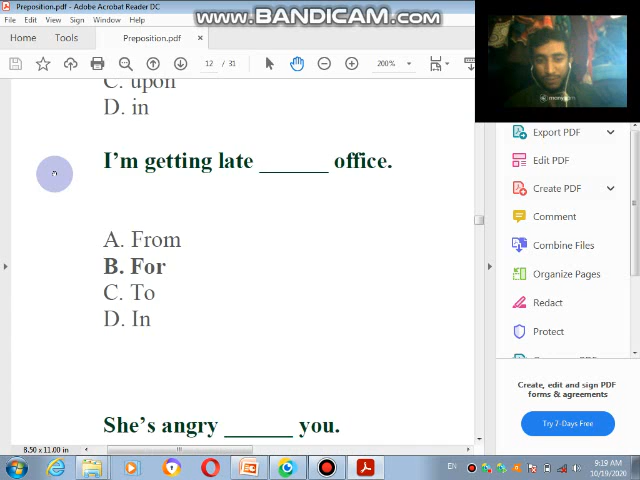 Preposition.pdf - Adobe Acrobat Reader DC
WWW.BANDICAM.COM
File Edit View Sign Window Help
Home Tools Preposition.pdf
12 / 31 200%
C. upon
D. in
I'm getting late ______ office.
A. From
B. For
C. To
D. In
She's angry ______ you.
8.50 x 11.00 in
Export PDF
Edit PDF
Create PDF
Comment
Combine Files
Organize Pages
Redact
Protect
Create, edit and sign PDF
forms & agreements
Try 7-Days Free
EN
9:19 AM
10/19/2020